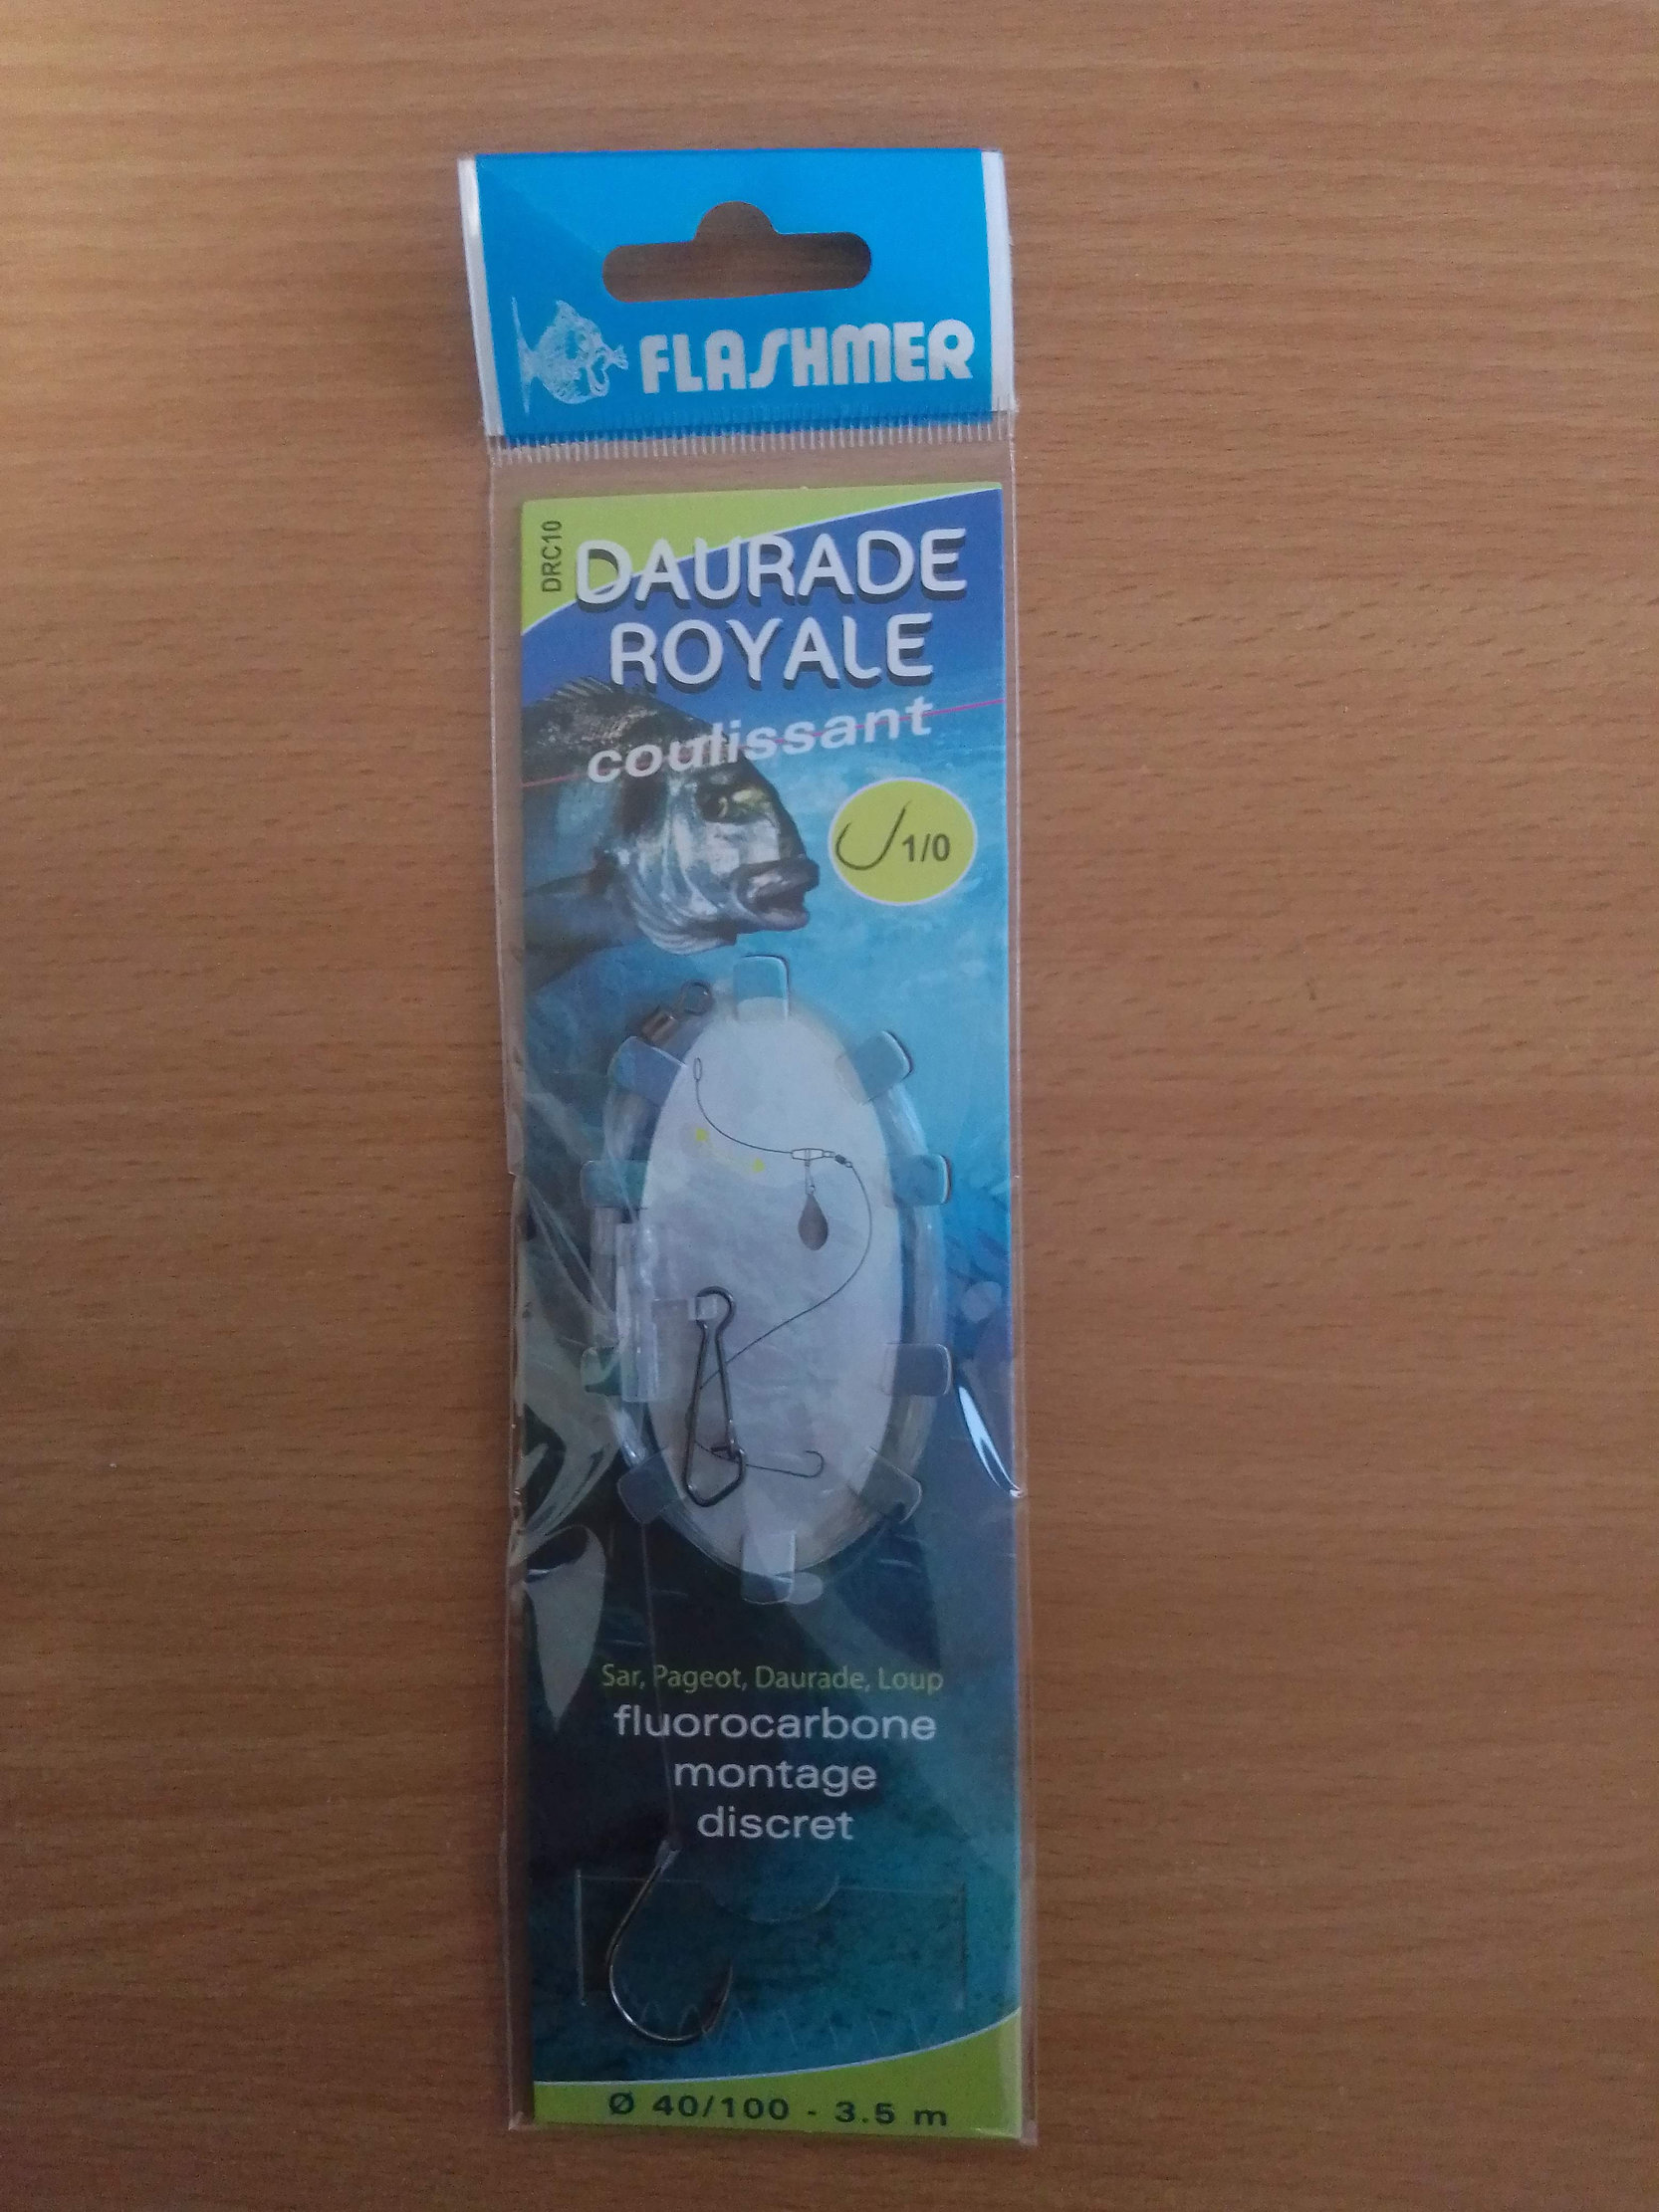 FLASHMER
DRC10
DAURADE
ROYALE
coulissant
1/0
Sar, Pageot, Daurade, Loup
fluorocarbone
montage
discret
Ø 40/100 - 3.5 m